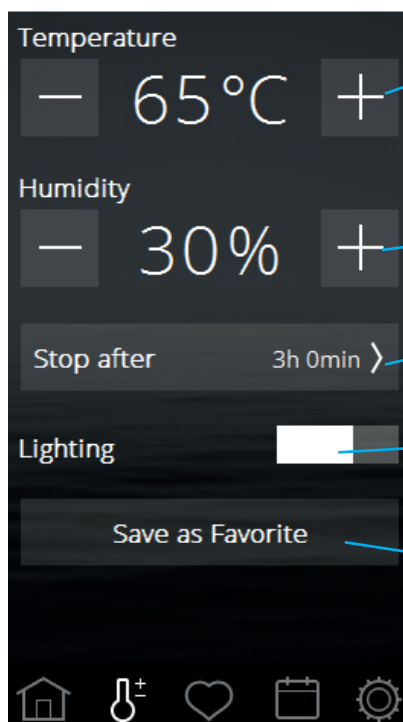 Temperature
— 65°C +
Humidity
— 30% +
Stop after 3h 0min 〉
Lighting
Save as Favorite